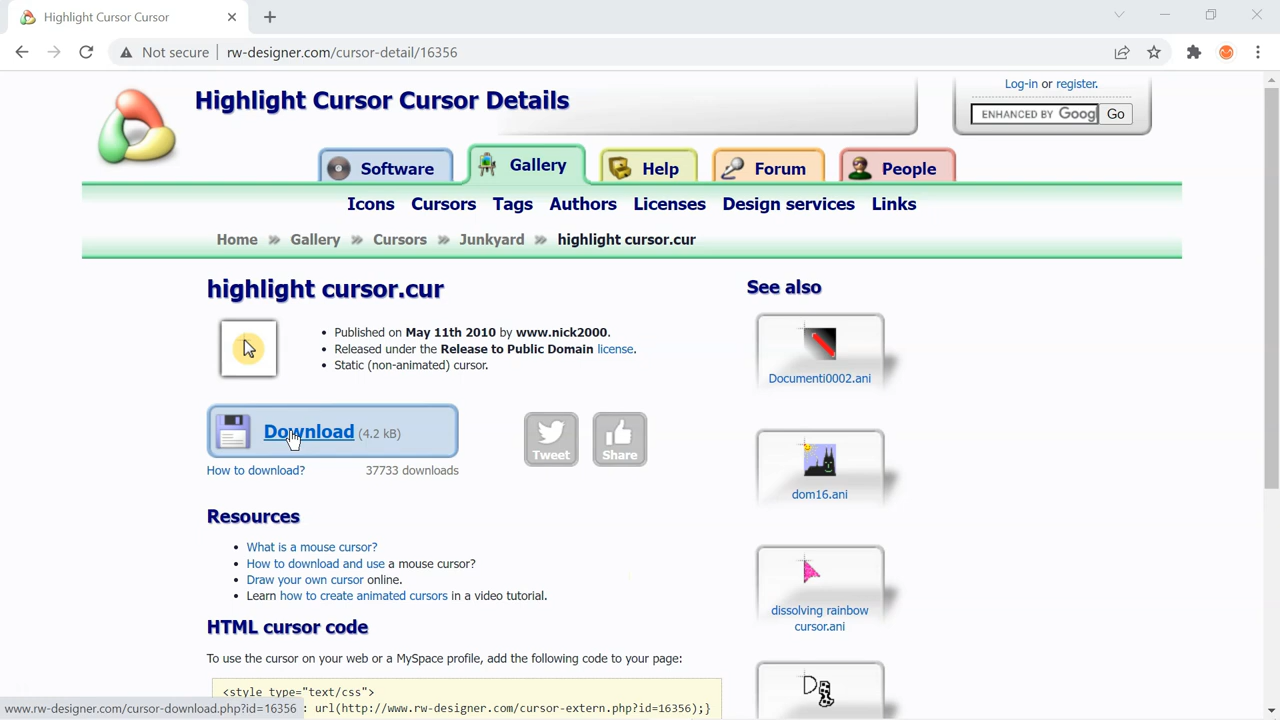 Highlight Cursor Cursor
Not secure
rw-designer.com/cursor-detail/16356
Highlight Cursor Cursor Details
Log-in or register.
ENHANCED BY Goog
Go
Software
Gallery
Help
Forum
People
Icons Cursors Tags Authors Licenses Design services Links
Home » Gallery » Cursors » Junkyard » highlight cursor.cur
highlight cursor.cur
• Published on May 11th 2010 by www.nick2000.
• Released under the Release to Public Domain license.
• Static (non-animated) cursor.
Download (4.2 kB)
How to download?
37733 downloads
Tweet
Share
Resources
• What is a mouse cursor?
• How to download and use a mouse cursor?
• Draw your own cursor online.
• Learn how to create animated cursors in a video tutorial.
HTML cursor code
To use the cursor on your web or a MySpace profile, add the following code to your page:
<style type="text/css">
: url(http://www.rw-designer.com/cursor-extern.php?id=16356);}
See also
Documenti0002.ani
dom16.ani
dissolving rainbow
cursor.ani
www.rw-designer.com/cursor-download.php?id=16356